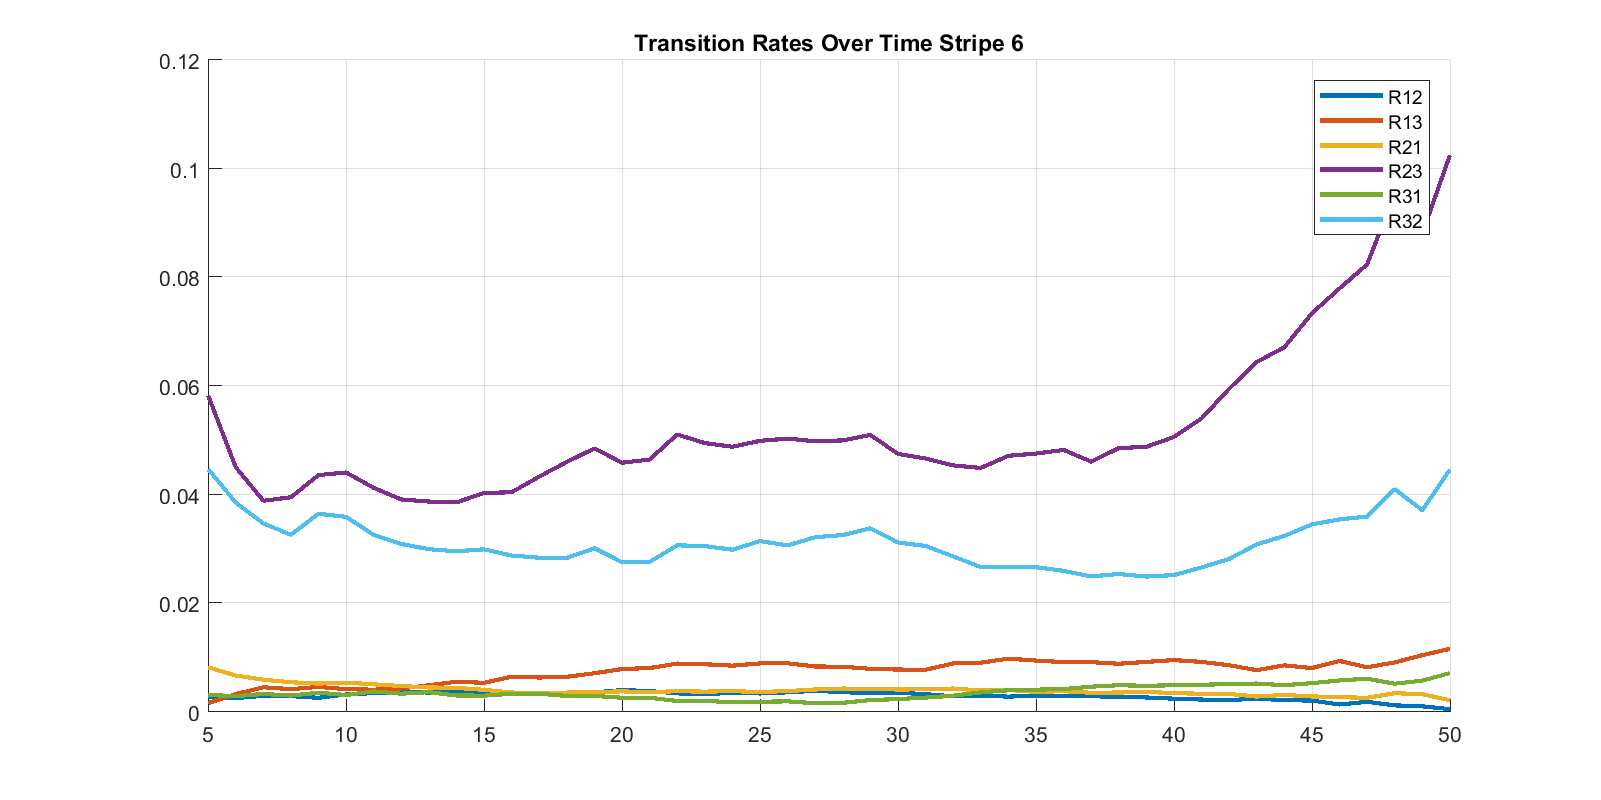 Transition Rates Over Time Stripe 6
0.12
0.1
0.08
0.06
0.04
0.02
0
5 10 15 20 25 30 35 40 45 50
R12
R13
R21
R23
R31
R32